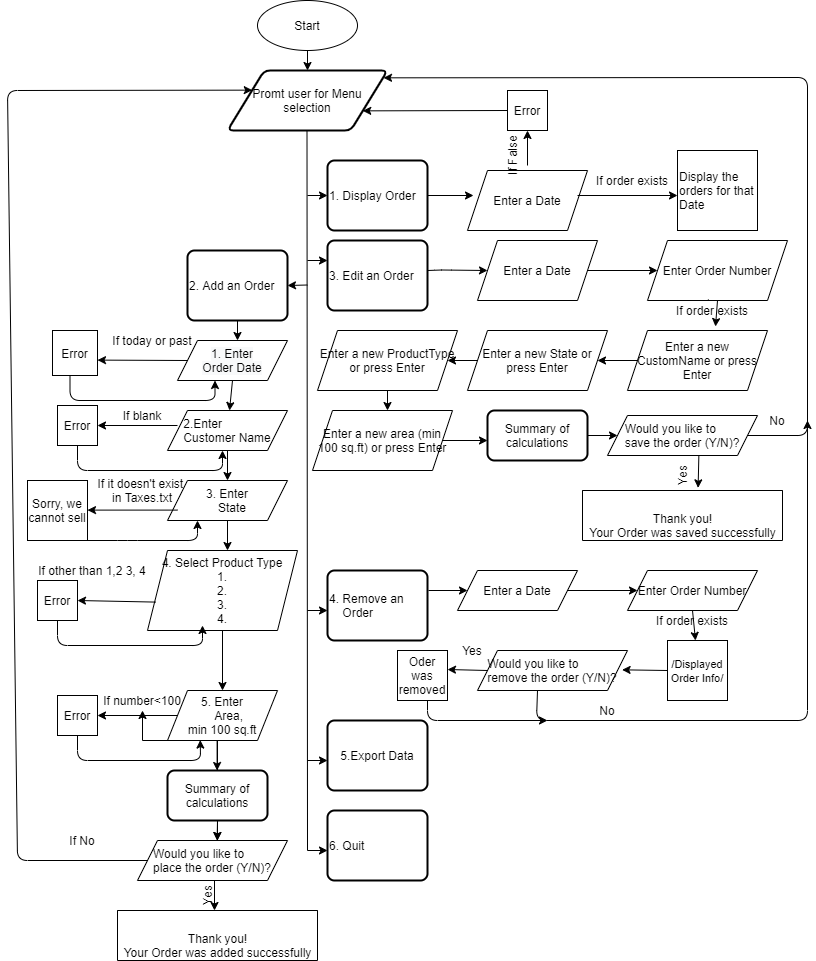 Start
Promt user for Menu
selection
Error
If False
1. Display Order
Enter a Date
If order exists
Display the
orders for that
Date
2. Add an Order
3. Edit an Order
Enter a Date
Enter Order Number
If order exists
If today or past
Error
1. Enter
Order Date
Enter a new ProductType
or press Enter
Enter a new State or
press Enter
Enter a new
CustomName or press
Enter
If blank
Error
2.Enter
Customer Name
Enter a new area (min
100 sq.ft) or press Enter
Summary of
calculations
Would you like to
save the order (Y/N)?
No
Yes
If it doesn't exist
in Taxes.txt
Sorry, we
cannot sell
3. Enter
State
Thank you!
Your Order was saved successfully
4. Select Product Type
1.
2.
3.
4.
If other than 1,2 3, 4
Error
4. Remove an
Order
Enter a Date
Enter Order Number
If order exists
Yes
Oder
was
removed
Would you like to
remove the order (Y/N)?
/Displayed
Order Info/
No
If number<100
Error
5. Enter
Area,
min 100 sq.ft
5.Export Data
Summary of
calculations
6. Quit
If No
Would you like to
place the order (Y/N)?
Yes
Thank you!
Your Order was added successfully